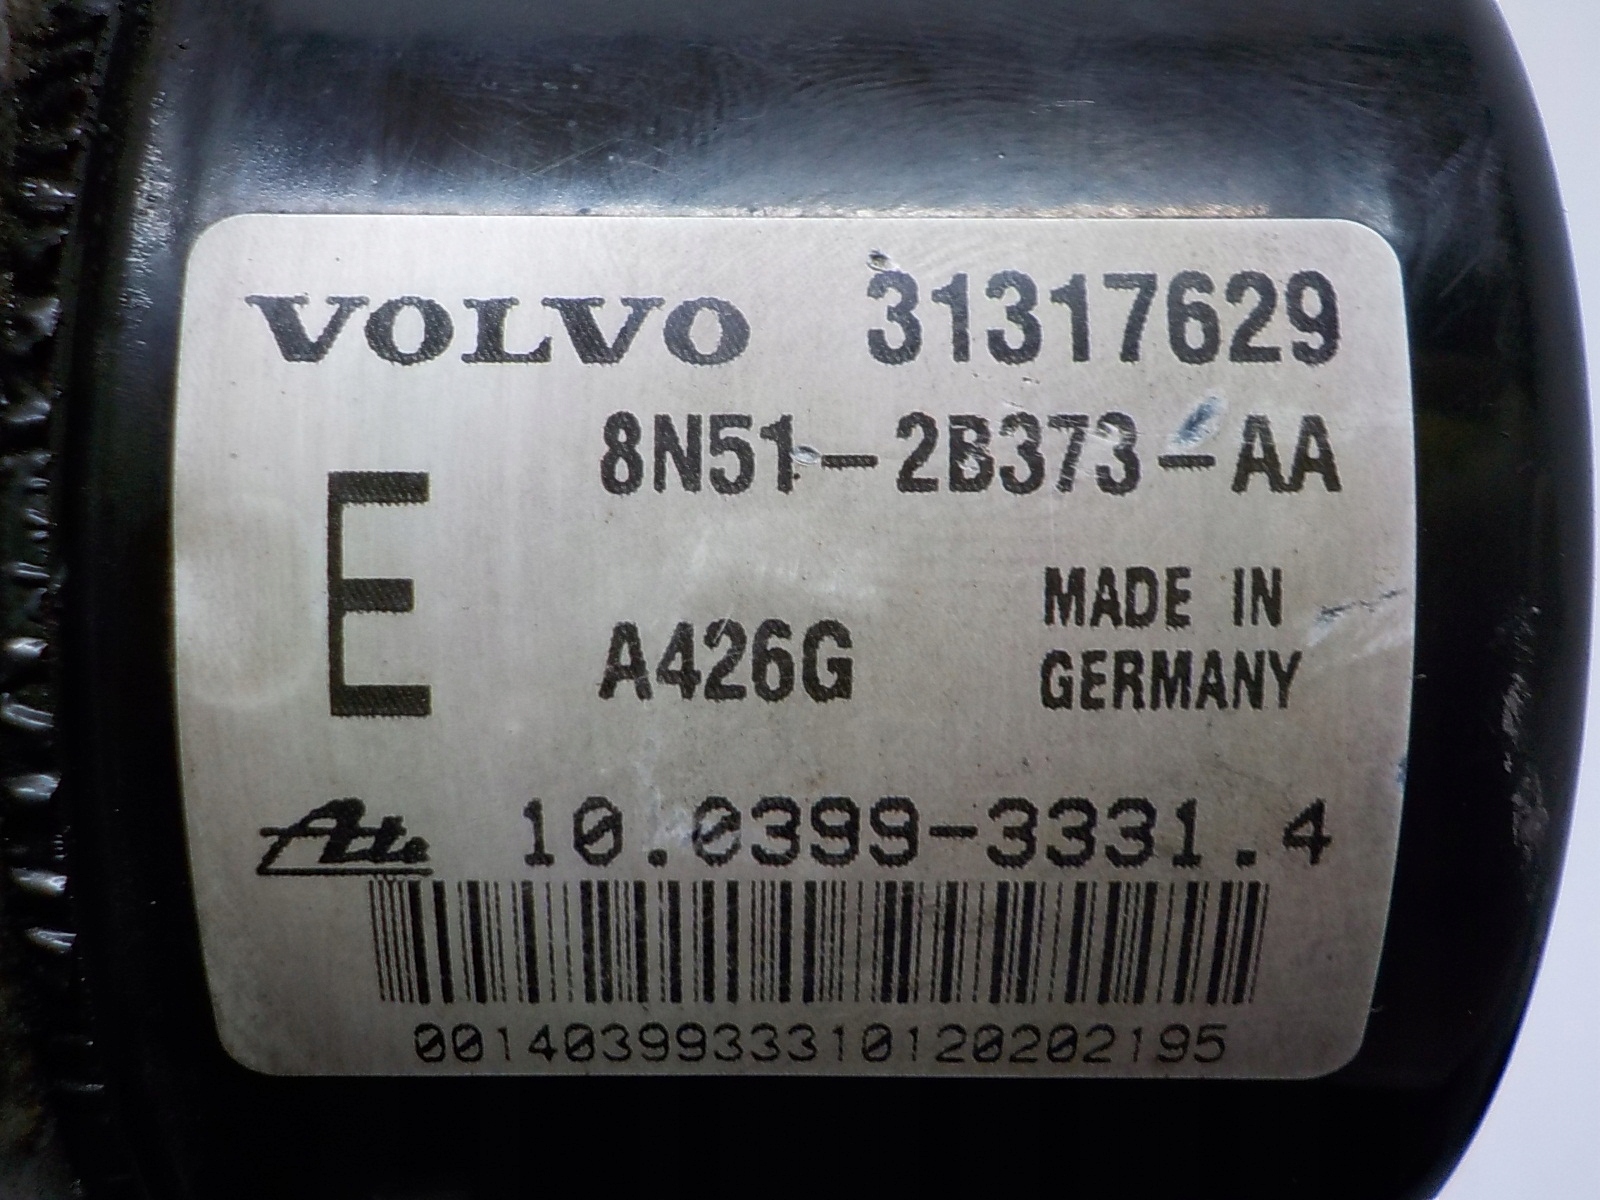 VOLVO 31317629
8N51-2B373-AA
E
A426G
MADE IN
GERMANY
Ate 10.0399-3331.4
00140399333101202021 95